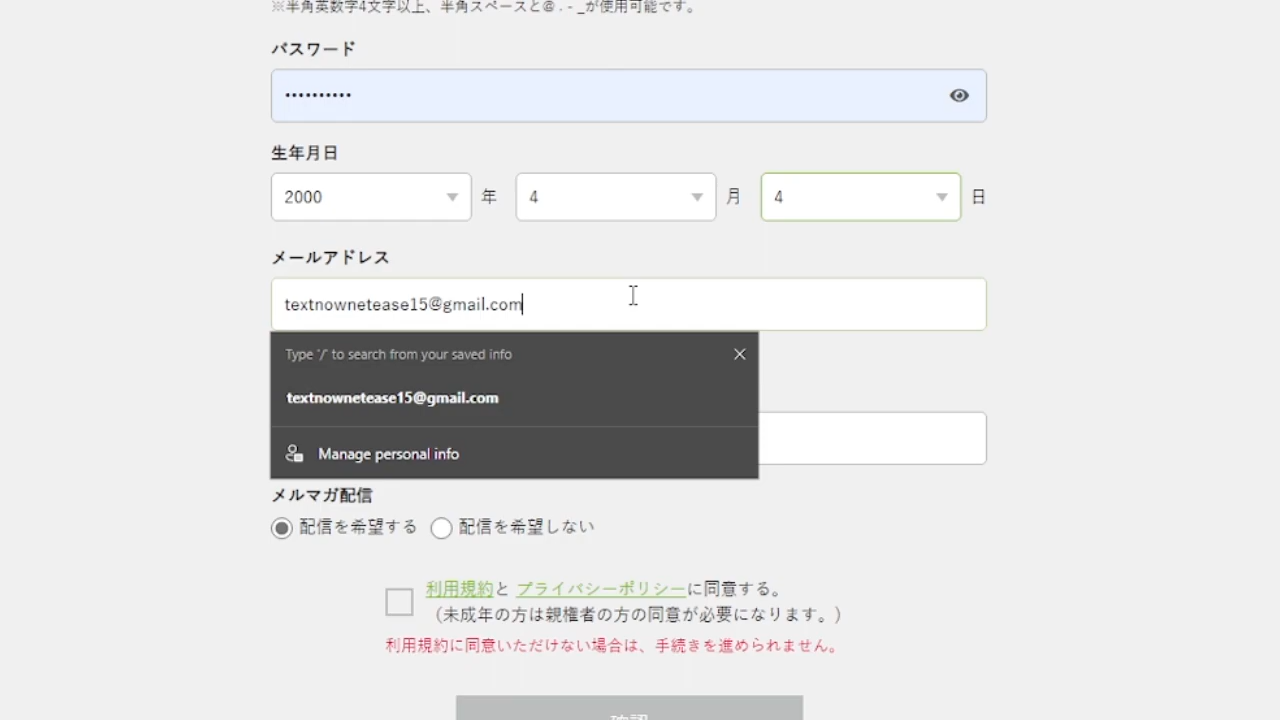 ※半角英数字4文字以上、半角スペースと@ . - _が使用可能です。
パスワード
••••••••••
生年月日
2000 年 4 月 4 日
メールアドレス
textnownetease15@gmail.com
Type '/' to search from your saved info
textnownetease15@gmail.com
Manage personal info
メルマガ配信
配信を希望する 配信を希望しない
利用規約と プライバシーポリシーに同意する。
（未成年の方は親権者の方の同意が必要になります。）
利用規約に同意いただけない場合は、手続きを進められません。
確認